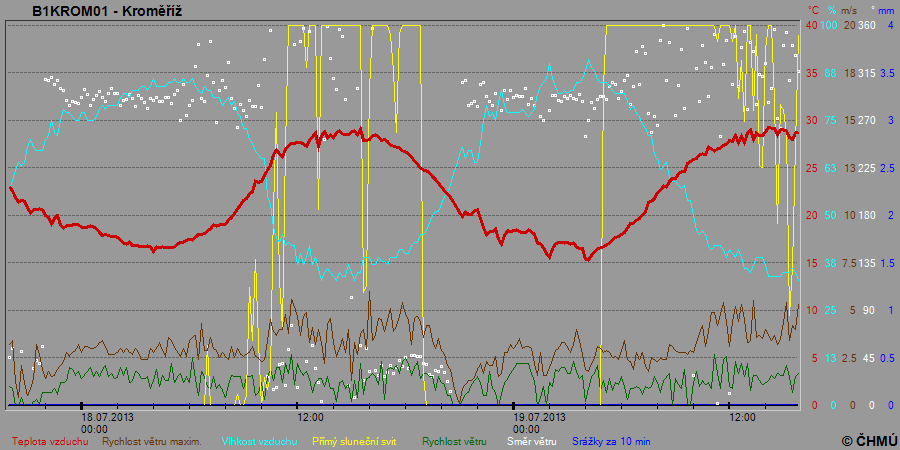 B1KROM01 - Kroměříž
°C % m/s ° mm
40 100 20 360 4
35 88 18 315 3.5
30 75 15 270 3
25 63 13 225 2.5
20 50 10 180 2
15 38 7.5 135 1.5
10 25 5 90 1
5 13 2.5 45 0.5
0 0 0 0 0
18.07.2013 12:00 19.07.2013 12:00
00:00 00:00
Teplota vzduchu Rychlost větru maxim. Vlhkost vzduchu Přímý sluneční svit Rychlost větru Směr větru Srážky za 10 min © ČHMÚ